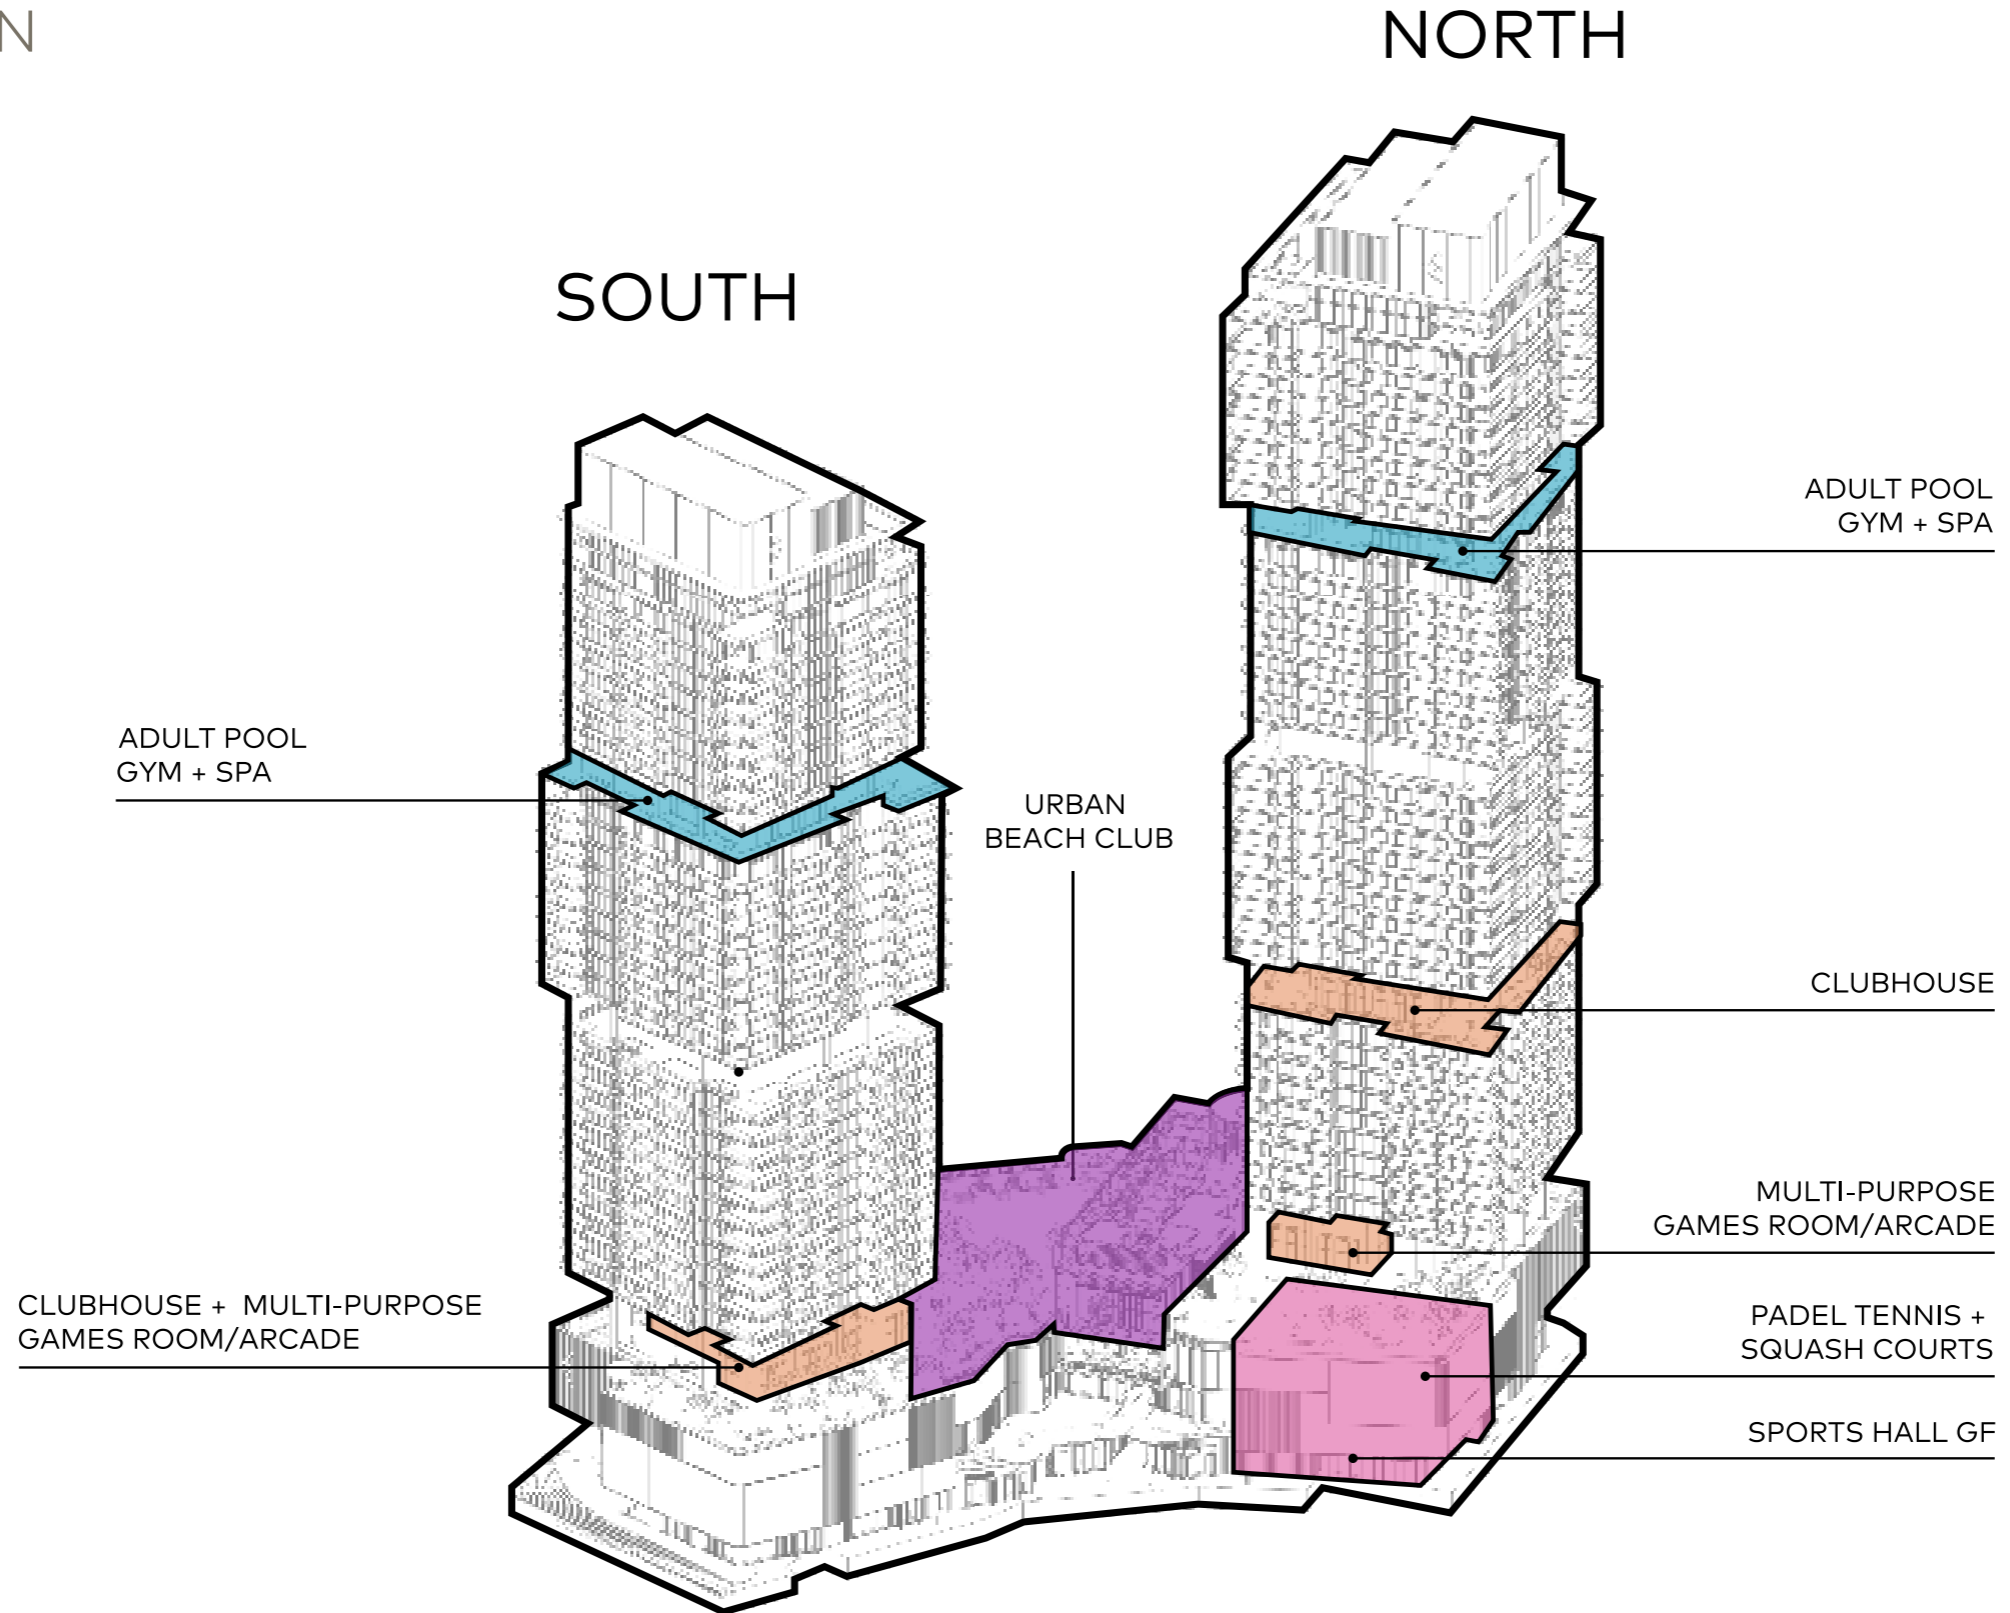 N
NORTH
SOUTH
ADULT POOL
GYM + SPA
ADULT POOL
GYM + SPA
URBAN
BEACH CLUB
CLUBHOUSE
MULTI-PURPOSE
GAMES ROOM/ARCADE
CLUBHOUSE + MULTI-PURPOSE
GAMES ROOM/ARCADE
PADEL TENNIS +
SQUASH COURTS
SPORTS HALL GF